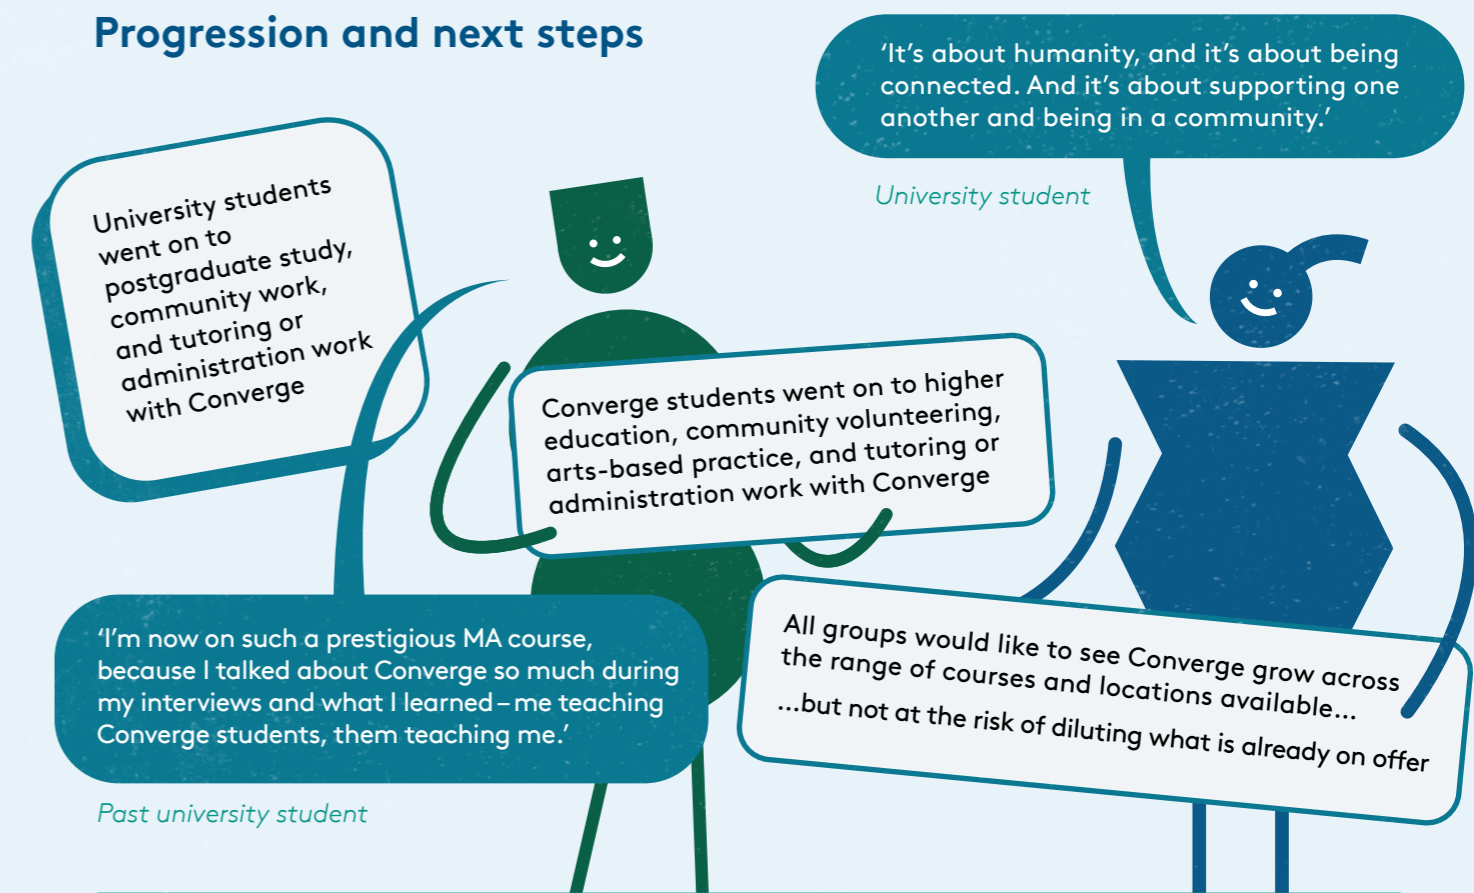 Progression and next steps
‘It’s about humanity, and it’s about being
connected. And it’s about supporting one
another and being in a community.’
University student
University students
went on to
postgraduate study,
community work,
and tutoring or
administration work
with Converge
Converge students went on to higher
education, community volunteering,
arts-based practice, and tutoring or
administration work with Converge
‘I’m now on such a prestigious MA course,
because I talked about Converge so much during
my interviews and what I learned – me teaching
Converge students, them teaching me.’
Past university student
All groups would like to see Converge grow across
the range of courses and locations available...
...but not at the risk of diluting what is already on offer